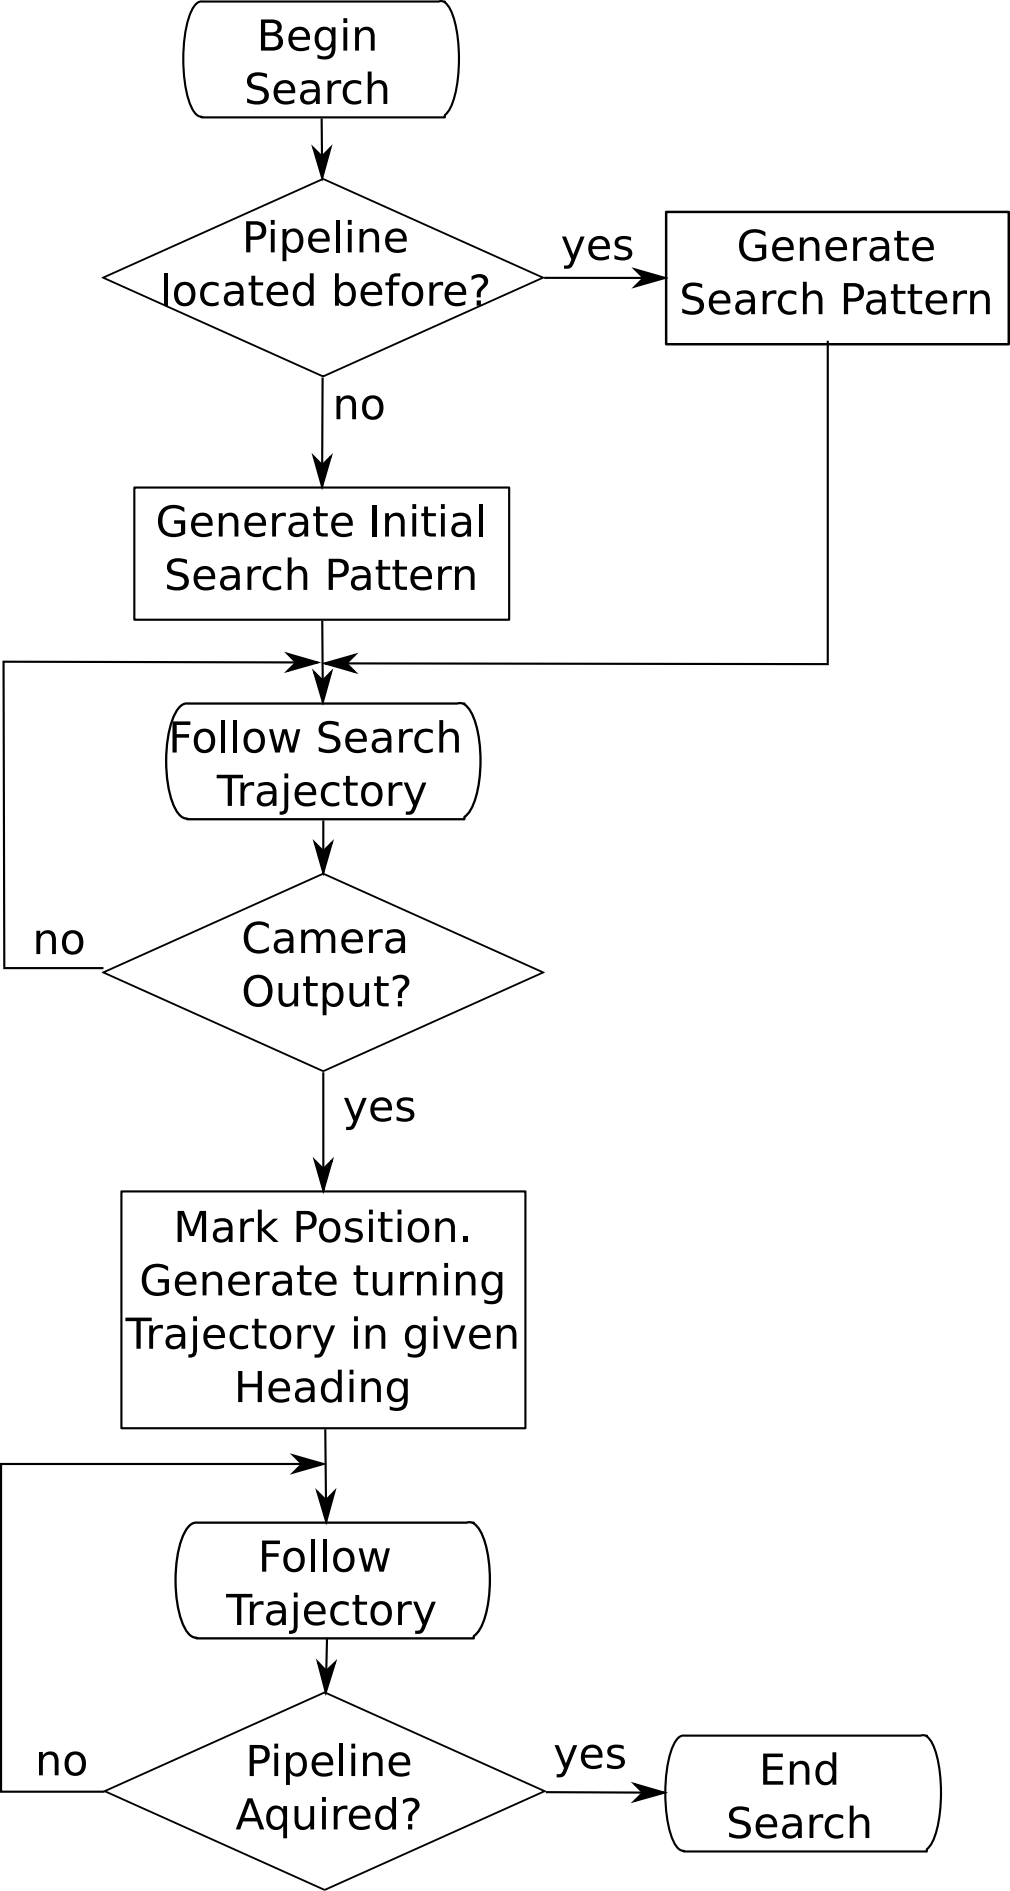 Begin
Search
Pipeline
located before?
yes
Generate
Search Pattern
no
Generate Initial
Search Pattern
Follow Search
Trajectory
Camera
Output?
no
yes
Mark Position.
Generate turning
Trajectory in given
Heading
Follow
Trajectory
Pipeline
Aquired?
no
yes
End
Search